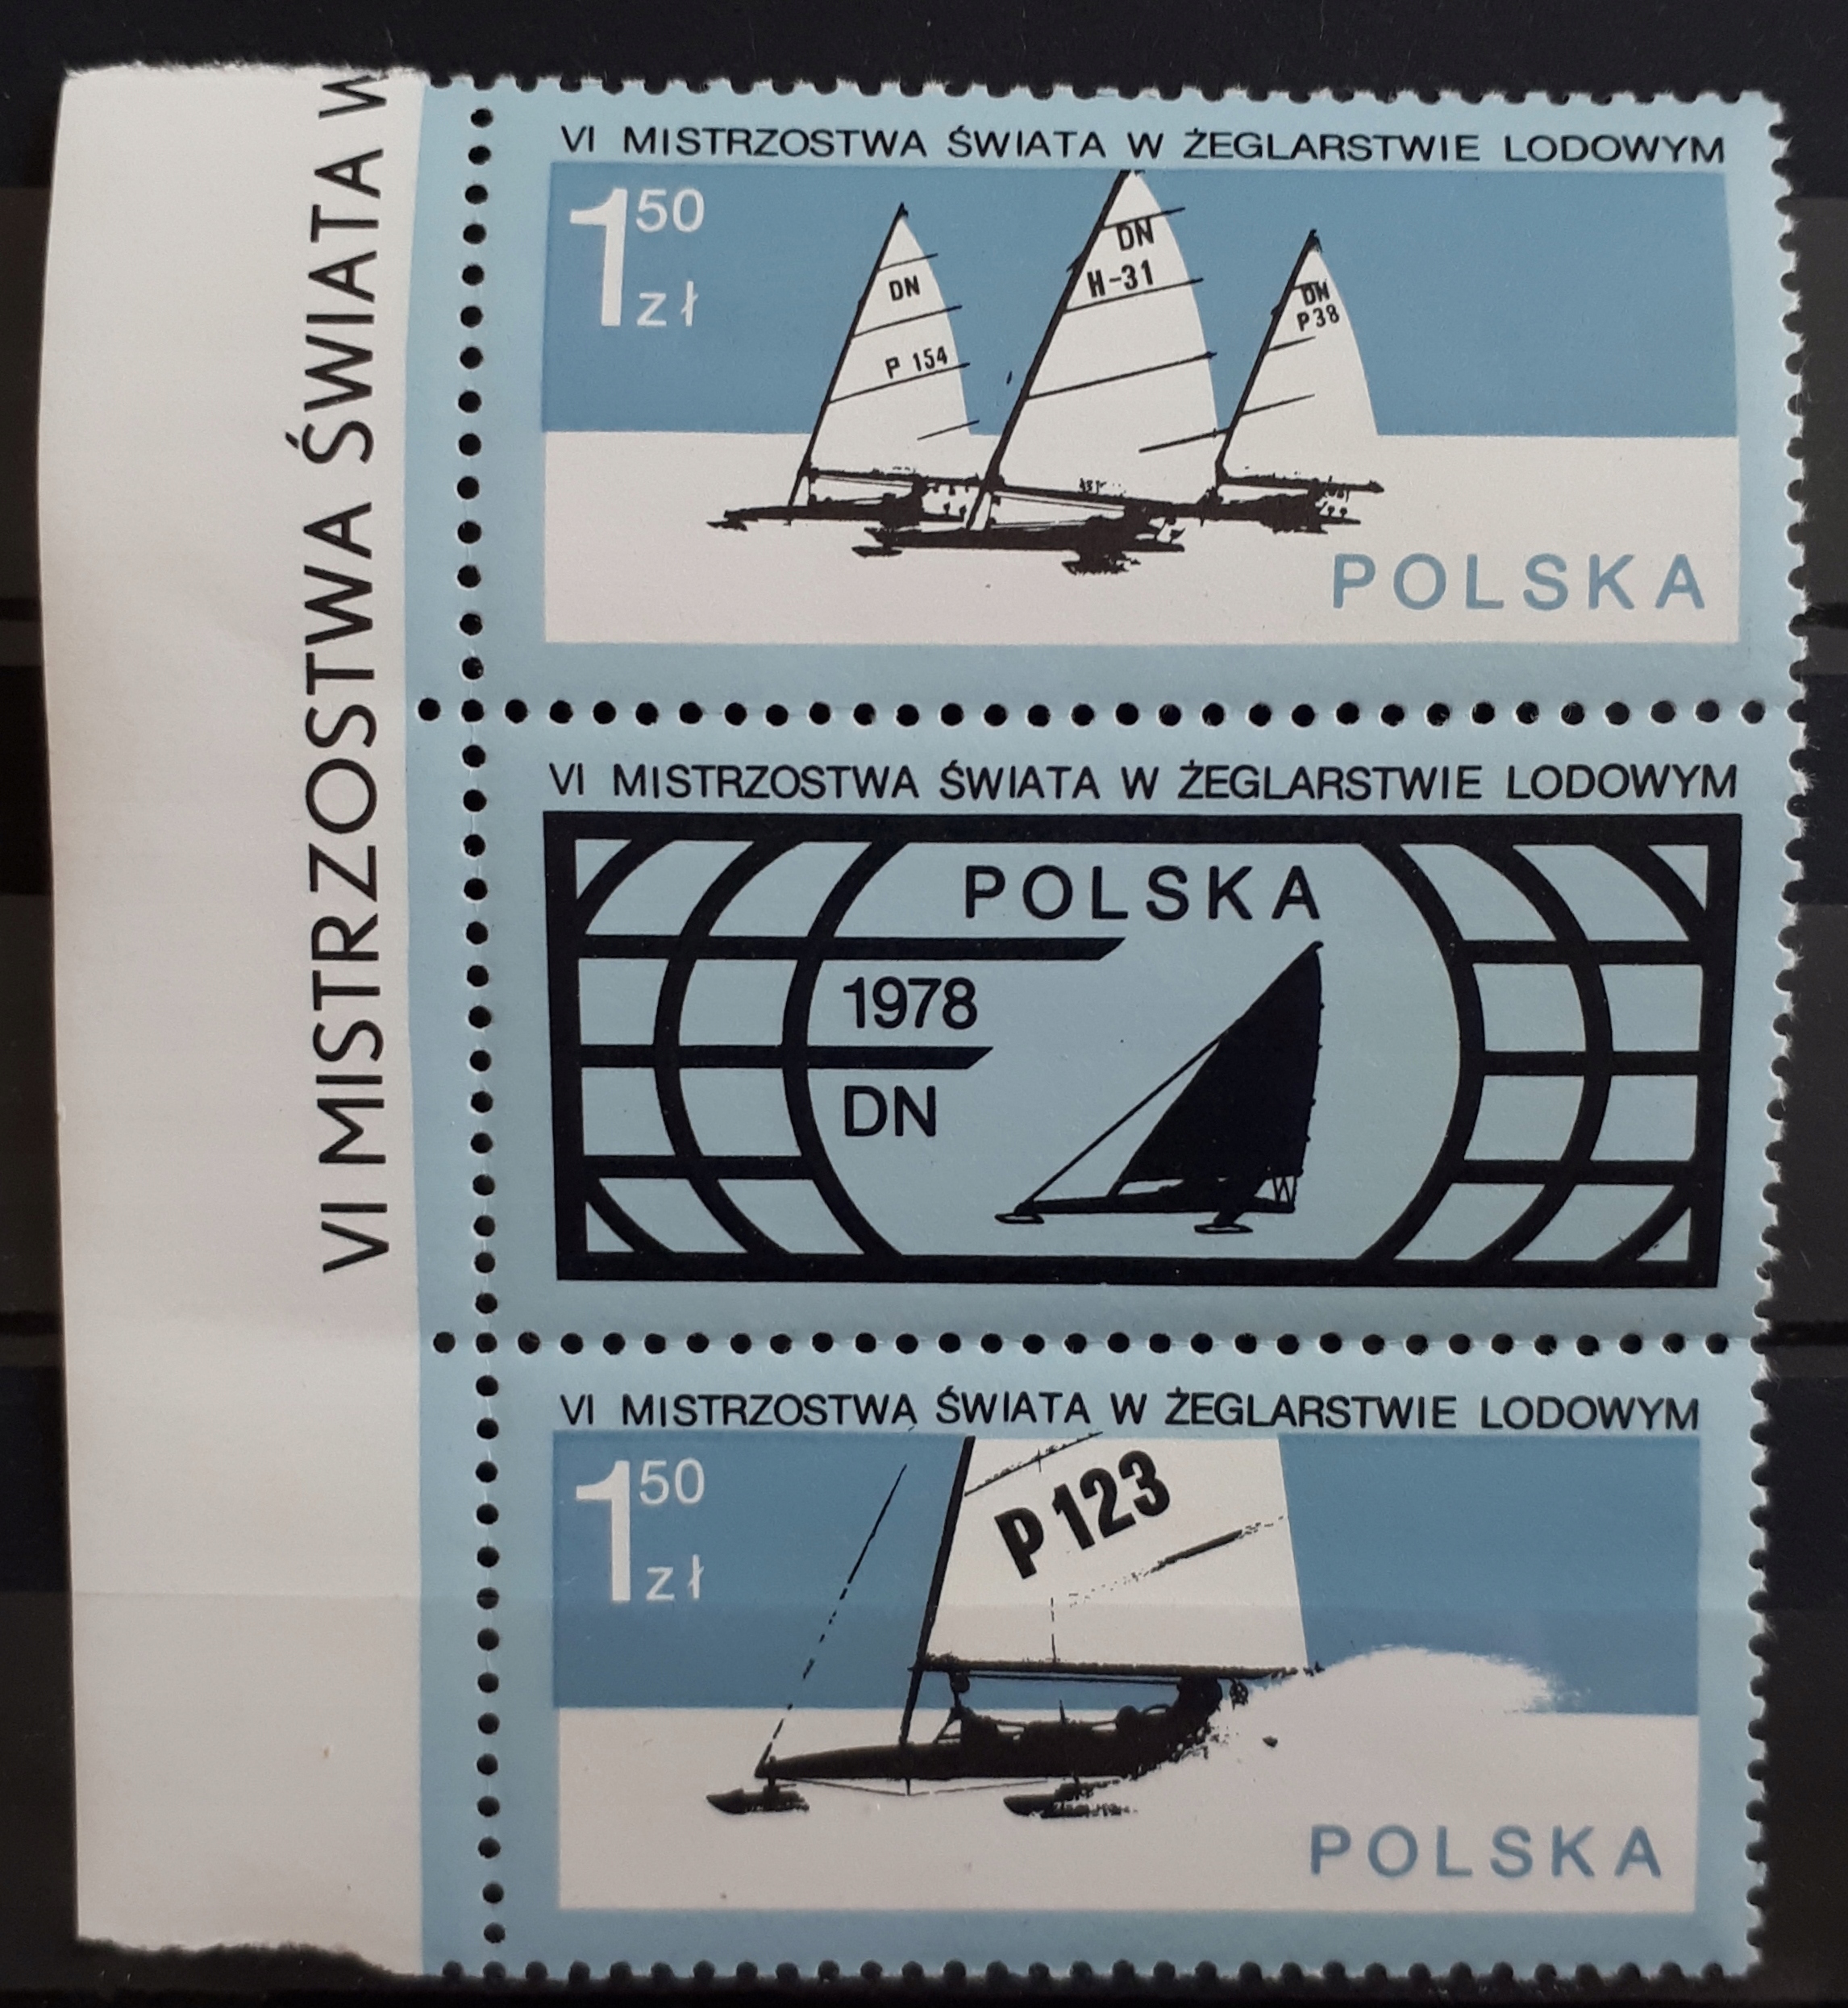 VI MISTRZOSTWA ŚWIATA W
VI MISTRZOSTWA ŚWIATA W ŻEGLARSTWIE LODOWYM
1 50
zł
DN
P 154
DN
H-31
DN
P38
POLSKA
VI MISTRZOSTWA ŚWIATA W ŻEGLARSTWIE LODOWYM
POLSKA
1978
DN
VI MISTRZOSTWA ŚWIATA W ŻEGLARSTWIE LODOWYM
1 50
zł
P 123
POLSKA